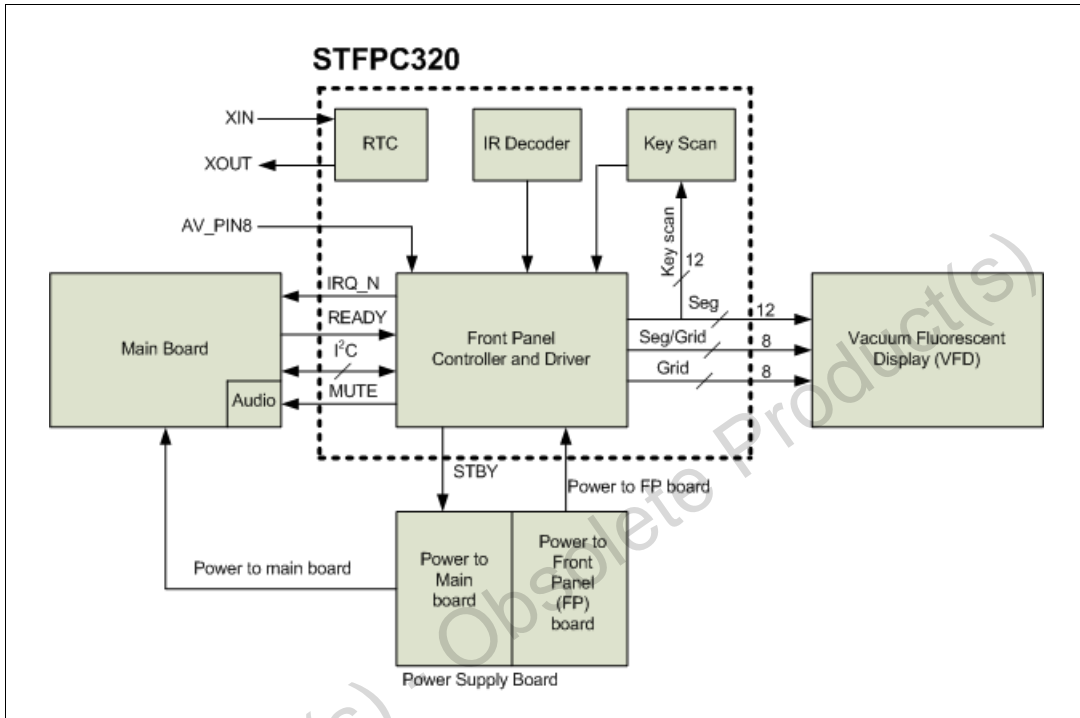 STFPC320
XIN
XOUT
RTC
IR Decoder
Key Scan
AV_PIN8
Key scan
12
IRQ_N
READY
I²C
MUTE
Main Board
Audio
Front Panel
Controller and Driver
Seg
12
Seg/Grid
8
Grid
8
Vacuum Fluorescent
Display (VFD)
STBY
Power to FP board
Power to main board
Power to
Main
board
Power to
Front
Panel
(FP)
board
Power Supply Board
(s) - Obsolete Product(s)